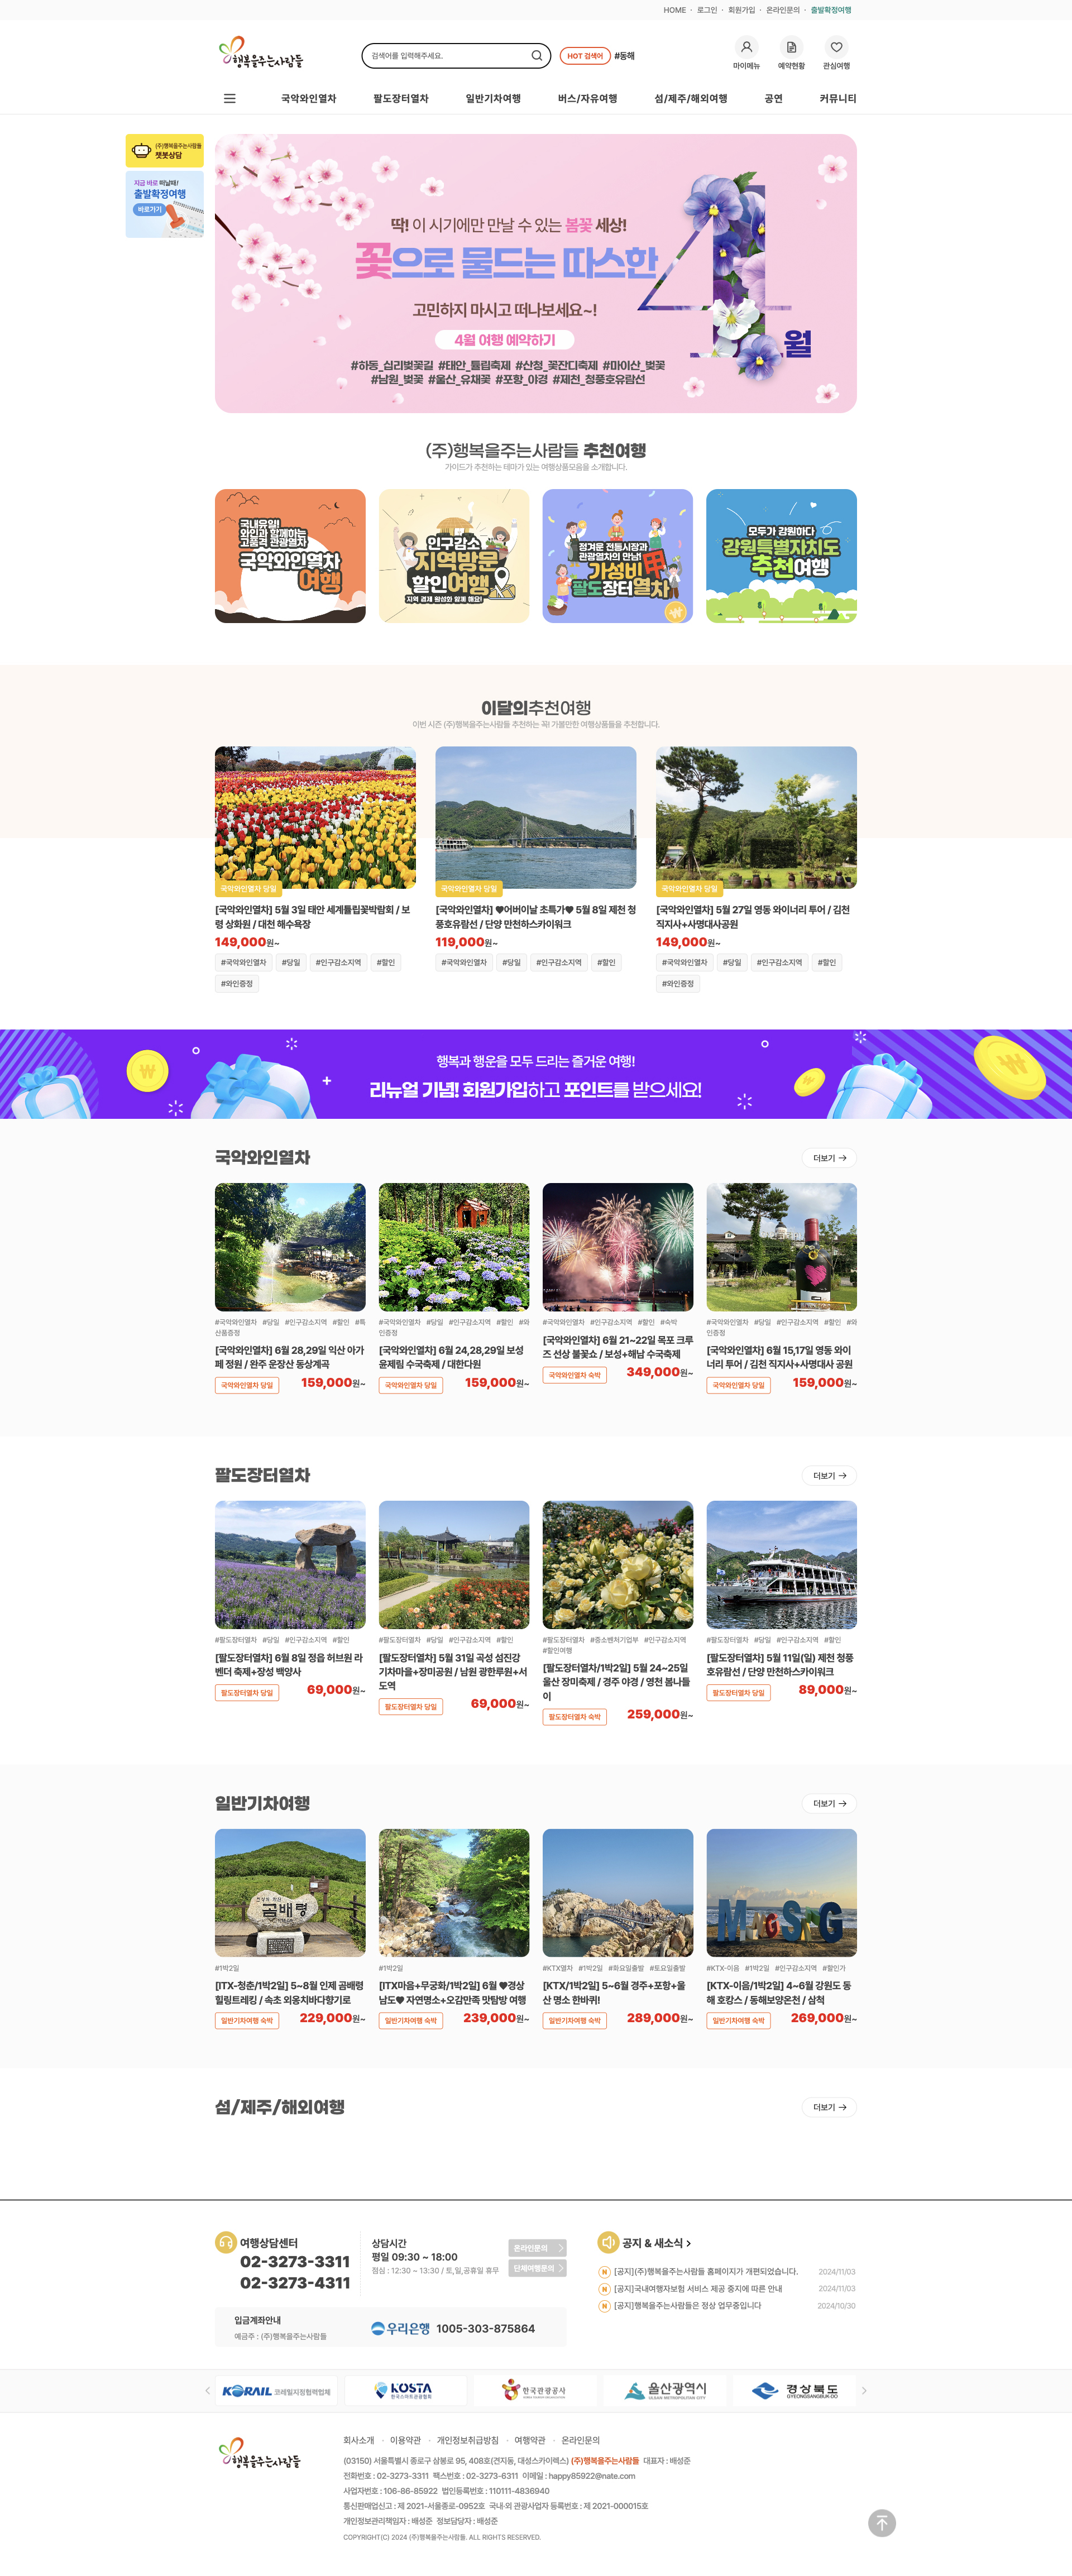 HOME · 로그인 · 회원가입 · 온라인문의 · 출발확정여행
행복을주는사람들
검색어를 입력해주세요.
HOT 검색어 #동해
마이메뉴 예약현황 관심여행
국악와인열차 팔도장터열차 일반기차여행 버스/자유여행 섬/제주/해외여행 공연 커뮤니티
(주)행복을주는사람들
챗봇상담
지금 바로 떠날때!
출발확정여행
바로가기
딱! 이 시기에만 만날 수 있는 봄꽃 세상!
꽃으로 물드는 따스한
4월
고민하지 마시고 떠나보세요~!
4월 여행 예약하기
#하동_십리벚꽃길 #태안_튤립축제 #산청_꽃잔디축제 #마이산_벚꽃
#남원_벚꽃 #울산_유채꽃 #포항_야경 #제천_청풍호유람선
(주)행복을주는사람들 추천여행
가이드가 추천하는 테마가 있는 여행상품모음을 소개합니다.
국내유일!
와인과 함께하는
고품격 관광열차
국악와인열차
여행
인구감소
지역방문
할인여행
지역 경제 활성화 함께 해요!
정겨운 전통시장과
관광열차의 만남!
가성비 甲
팔도장터열차
모두가 강원하다
강원특별자치도
추천여행
이달의추천여행
이번 시즌 (주)행복을주는사람들 추천하는 꼭! 가볼만한 여행상품들을 추천합니다.
국악와인열차 당일
[국악와인열차] 5월 3일 태안 세계튤립꽃박람회 / 보
령 상화원 / 대천 해수욕장
149,000원~
#국악와인열차 #당일 #인구감소지역 #할인
#와인증정
국악와인열차 당일
[국악와인열차] ♥어버이날 초특가♥ 5월 8일 제천 청
풍호유람선 / 단양 만천하스카이워크
119,000원~
#국악와인열차 #당일 #인구감소지역 #할인
국악와인열차 당일
[국악와인열차] 5월 27일 영동 와이너리 투어 / 김천
직지사+사명대사공원
149,000원~
#국악와인열차 #당일 #인구감소지역 #할인
#와인증정
행복과 행운을 모두 드리는 즐거운 여행!
리뉴얼 기념! 회원가입하고 포인트를 받으세요!
국악와인열차
더보기 →
#국악와인열차 #당일 #인구감소지역 #할인 #특
산품증정
[국악와인열차] 6월 28,29일 익산 아가
페 정원 / 완주 운장산 동상계곡
국악와인열차 당일 159,000원~
#국악와인열차 #당일 #인구감소지역 #할인 #와
인증정
[국악와인열차] 6월 24,28,29일 보성
윤제림 수국축제 / 대한다원
국악와인열차 당일 159,000원~
#국악와인열차 #인구감소지역 #할인 #숙박
[국악와인열차] 6월 21~22일 목포 크루
즈 선상 불꽃쇼 / 보성+해남 수국축제
국악와인열차 숙박 349,000원~
#국악와인열차 #당일 #인구감소지역 #할인 #와
인증정
[국악와인열차] 6월 15,17일 영동 와이
너리 투어 / 김천 직지사+사명대사 공원
국악와인열차 당일 159,000원~
팔도장터열차
더보기 →
#팔도장터열차 #당일 #인구감소지역 #할인
[팔도장터열차] 6월 8일 정읍 허브원 라
벤더 축제+장성 백양사
팔도장터열차 당일 69,000원~
#팔도장터열차 #당일 #인구감소지역 #할인
[팔도장터열차] 5월 31일 곡성 섬진강
기차마을+장미공원 / 남원 광한루원+서
도역
팔도장터열차 당일 69,000원~
#팔도장터열차 #중소벤처기업부 #인구감소지역
#할인여행
[팔도장터열차/1박2일] 5월 24~25일
울산 장미축제 / 경주 야경 / 영천 봄나들
이
팔도장터열차 숙박 259,000원~
#팔도장터열차 #당일 #인구감소지역 #할인
[팔도장터열차] 5월 11일(일) 제천 청풍
호유람선 / 단양 만천하스카이워크
팔도장터열차 당일 89,000원~
일반기차여행
더보기 →
곰배령
#1박2일
[ITX-청춘/1박2일] 5~8월 인제 곰배령
힐링트레킹 / 속초 외옹치바다향기로
일반기차여행 숙박 229,000원~
#1박2일
[ITX마음+무궁화/1박2일] 6월 ♥경상
남도♥ 자연명소+오감만족 맛탐방 여행
일반기차여행 숙박 239,000원~
#KTX열차 #1박2일 #화요일출발 #토요일출발
[KTX/1박2일] 5~6월 경주+포항+울
산 명소 한바퀴!
일반기차여행 숙박 289,000원~
#KTX-이음 #1박2일 #인구감소지역 #할인가
[KTX-이음/1박2일] 4~6월 강원도 동
해 호캉스 / 동해보양온천 / 삼척
일반기차여행 숙박 269,000원~
섬/제주/해외여행
더보기 →
여행상담센터
02-3273-3311
02-3273-4311
상담시간
평일 09:30 ~ 18:00
점심 : 12:30 ~ 13:30 / 토,일,공휴일 휴무
온라인문의
단체여행문의
입금계좌안내
예금주 : (주)행복을주는사람들
우리은행 1005-303-875864
공지 & 새소식 >
N [공지](주)행복을주는사람들 홈페이지가 개편되었습니다. 2024/11/03
N [공지]국내여행자보험 서비스 제공 중지에 따른 안내 2024/11/03
N [공지]행복을주는사람들은 정상 업무중입니다 2024/10/30
KORAIL 코레일지정협력업체
KOSTA 한국스마트관광협회
한국관광공사
울산광역시 ULSAN METROPOLITAN CITY
경상북도 GYEONGSANGBUK-DO
행복을주는사람들
회사소개 · 이용약관 · 개인정보취급방침 · 여행약관 · 온라인문의
(03150) 서울특별시 종로구 삼봉로 95, 408호(견지동, 대성스카이렉스) (주)행복을주는사람들 대표자 : 배성준
전화번호 : 02-3273-3311 팩스번호 : 02-3273-6311 이메일 : happy85922@nate.com
사업자번호 : 106-86-85922 법인등록번호 : 110111-4836940
통신판매업신고 : 제 2021-서울종로-0952호 국내·외 관광사업자 등록번호 : 제 2021-000015호
개인정보관리책임자 : 배성준 정보담당자 : 배성준
COPYRIGHT(C) 2024 (주)행복을주는사람들. ALL RIGHTS RESERVED.